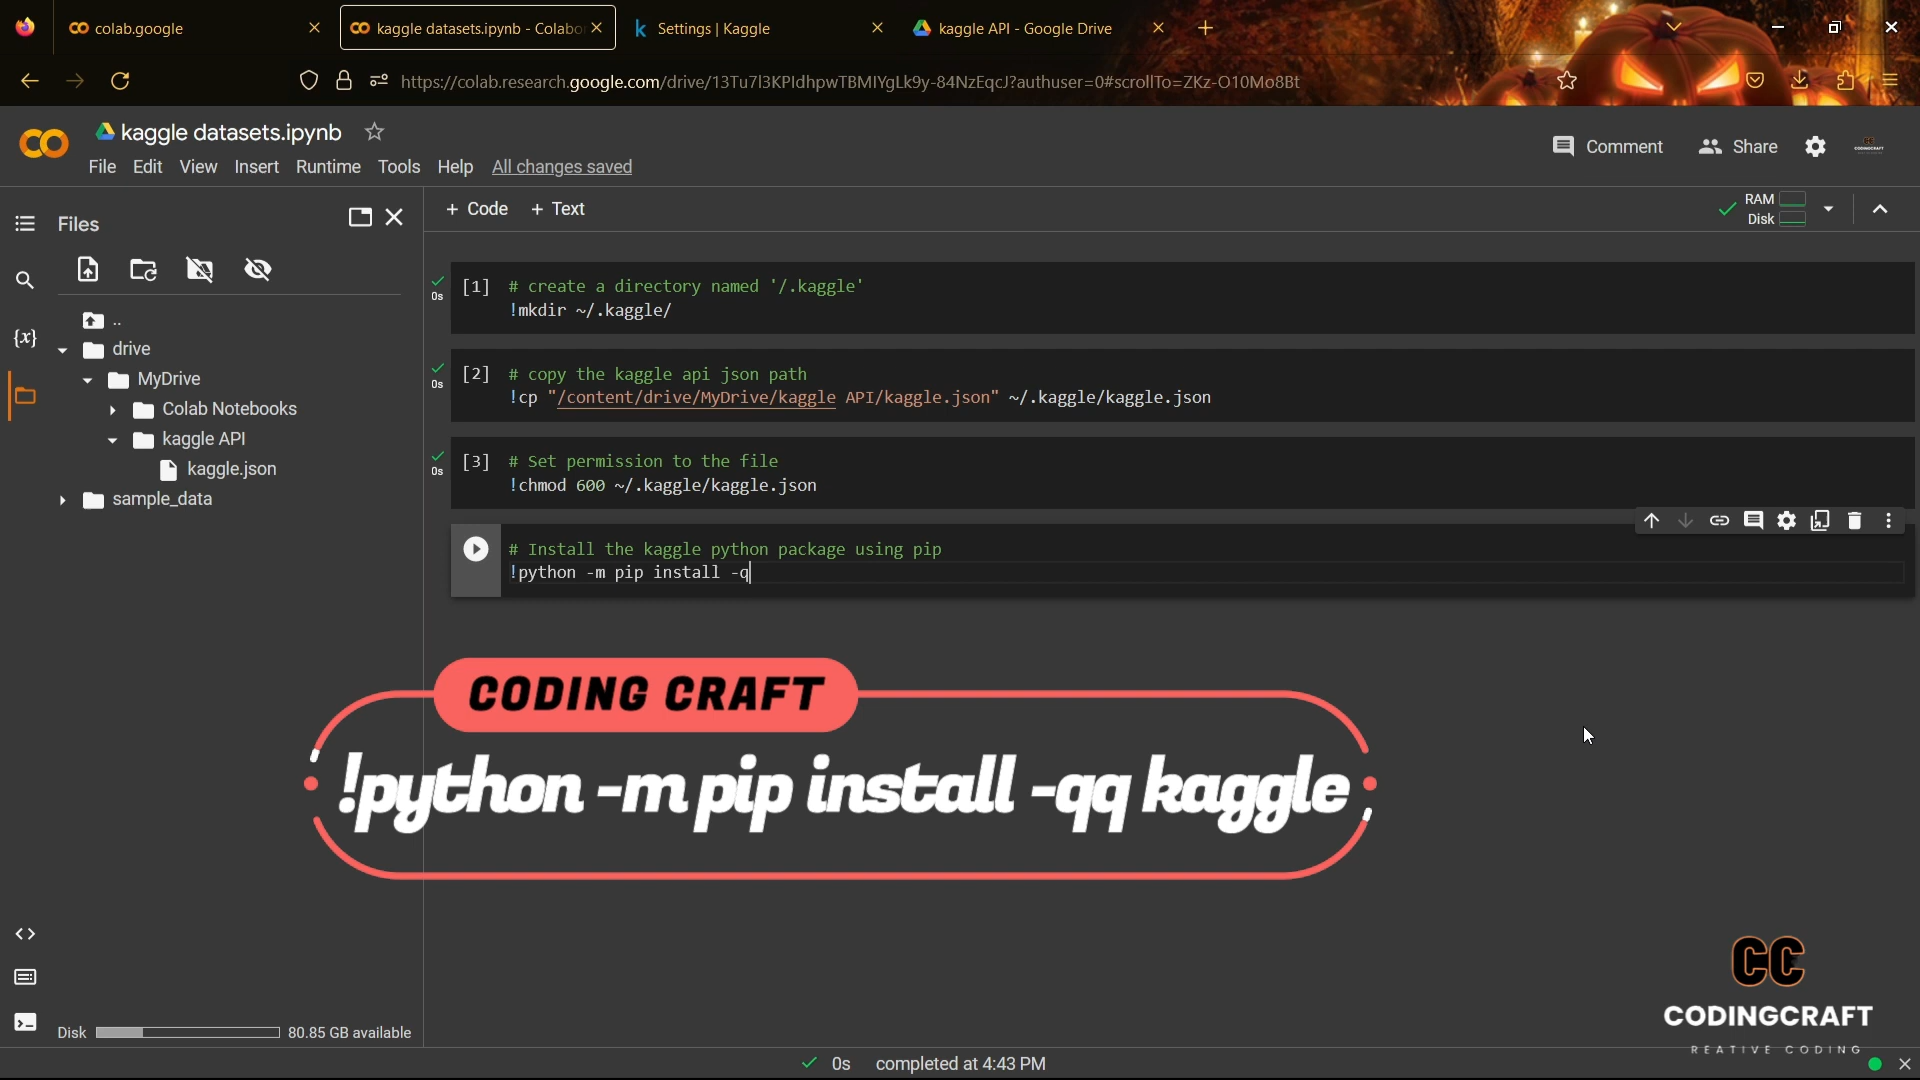 colab.google
kaggle datasets.ipynb - Colabo
Settings | Kaggle
kaggle API - Google Drive
https://colab.research.google.com/drive/13Tu7l3KPIdhpwTBMIYgLk9y-84NzEqcJ?authuser=0#scrollTo=ZKz-O10Mo8Bt
kaggle datasets.ipynb
Comment
Share
File Edit View Insert Runtime Tools Help All changes saved
Files
+ Code + Text
RAM
Disk
..
drive
MyDrive
Colab Notebooks
kaggle API
kaggle.json
sample_data
{x}
0s
[1] # create a directory named '/.kaggle'
!mkdir ~/.kaggle/
0s
[2] # copy the kaggle api json path
!cp "/content/drive/MyDrive/kaggle API/kaggle.json" ~/.kaggle/kaggle.json
0s
[3] # Set permission to the file
!chmod 600 ~/.kaggle/kaggle.json
# Install the kaggle python package using pip
!python -m pip install -q
CODING CRAFT
!python -m pip install -qq kaggle
CC
CODINGCRAFT
REATIVE CODING
Disk 80.85 GB available
0s completed at 4:43 PM